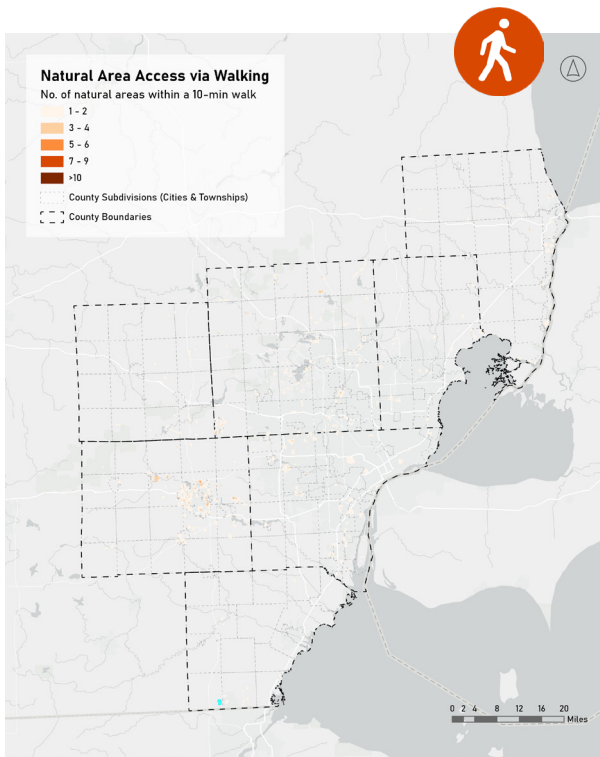 Natural Area Access via Walking
No. of natural areas within a 10-min walk
1 - 2
3 - 4
5 - 6
7 - 9
>10
County Subdivisions (Cities & Townships)
County Boundaries
0 2 4 8 12 16 20
Miles